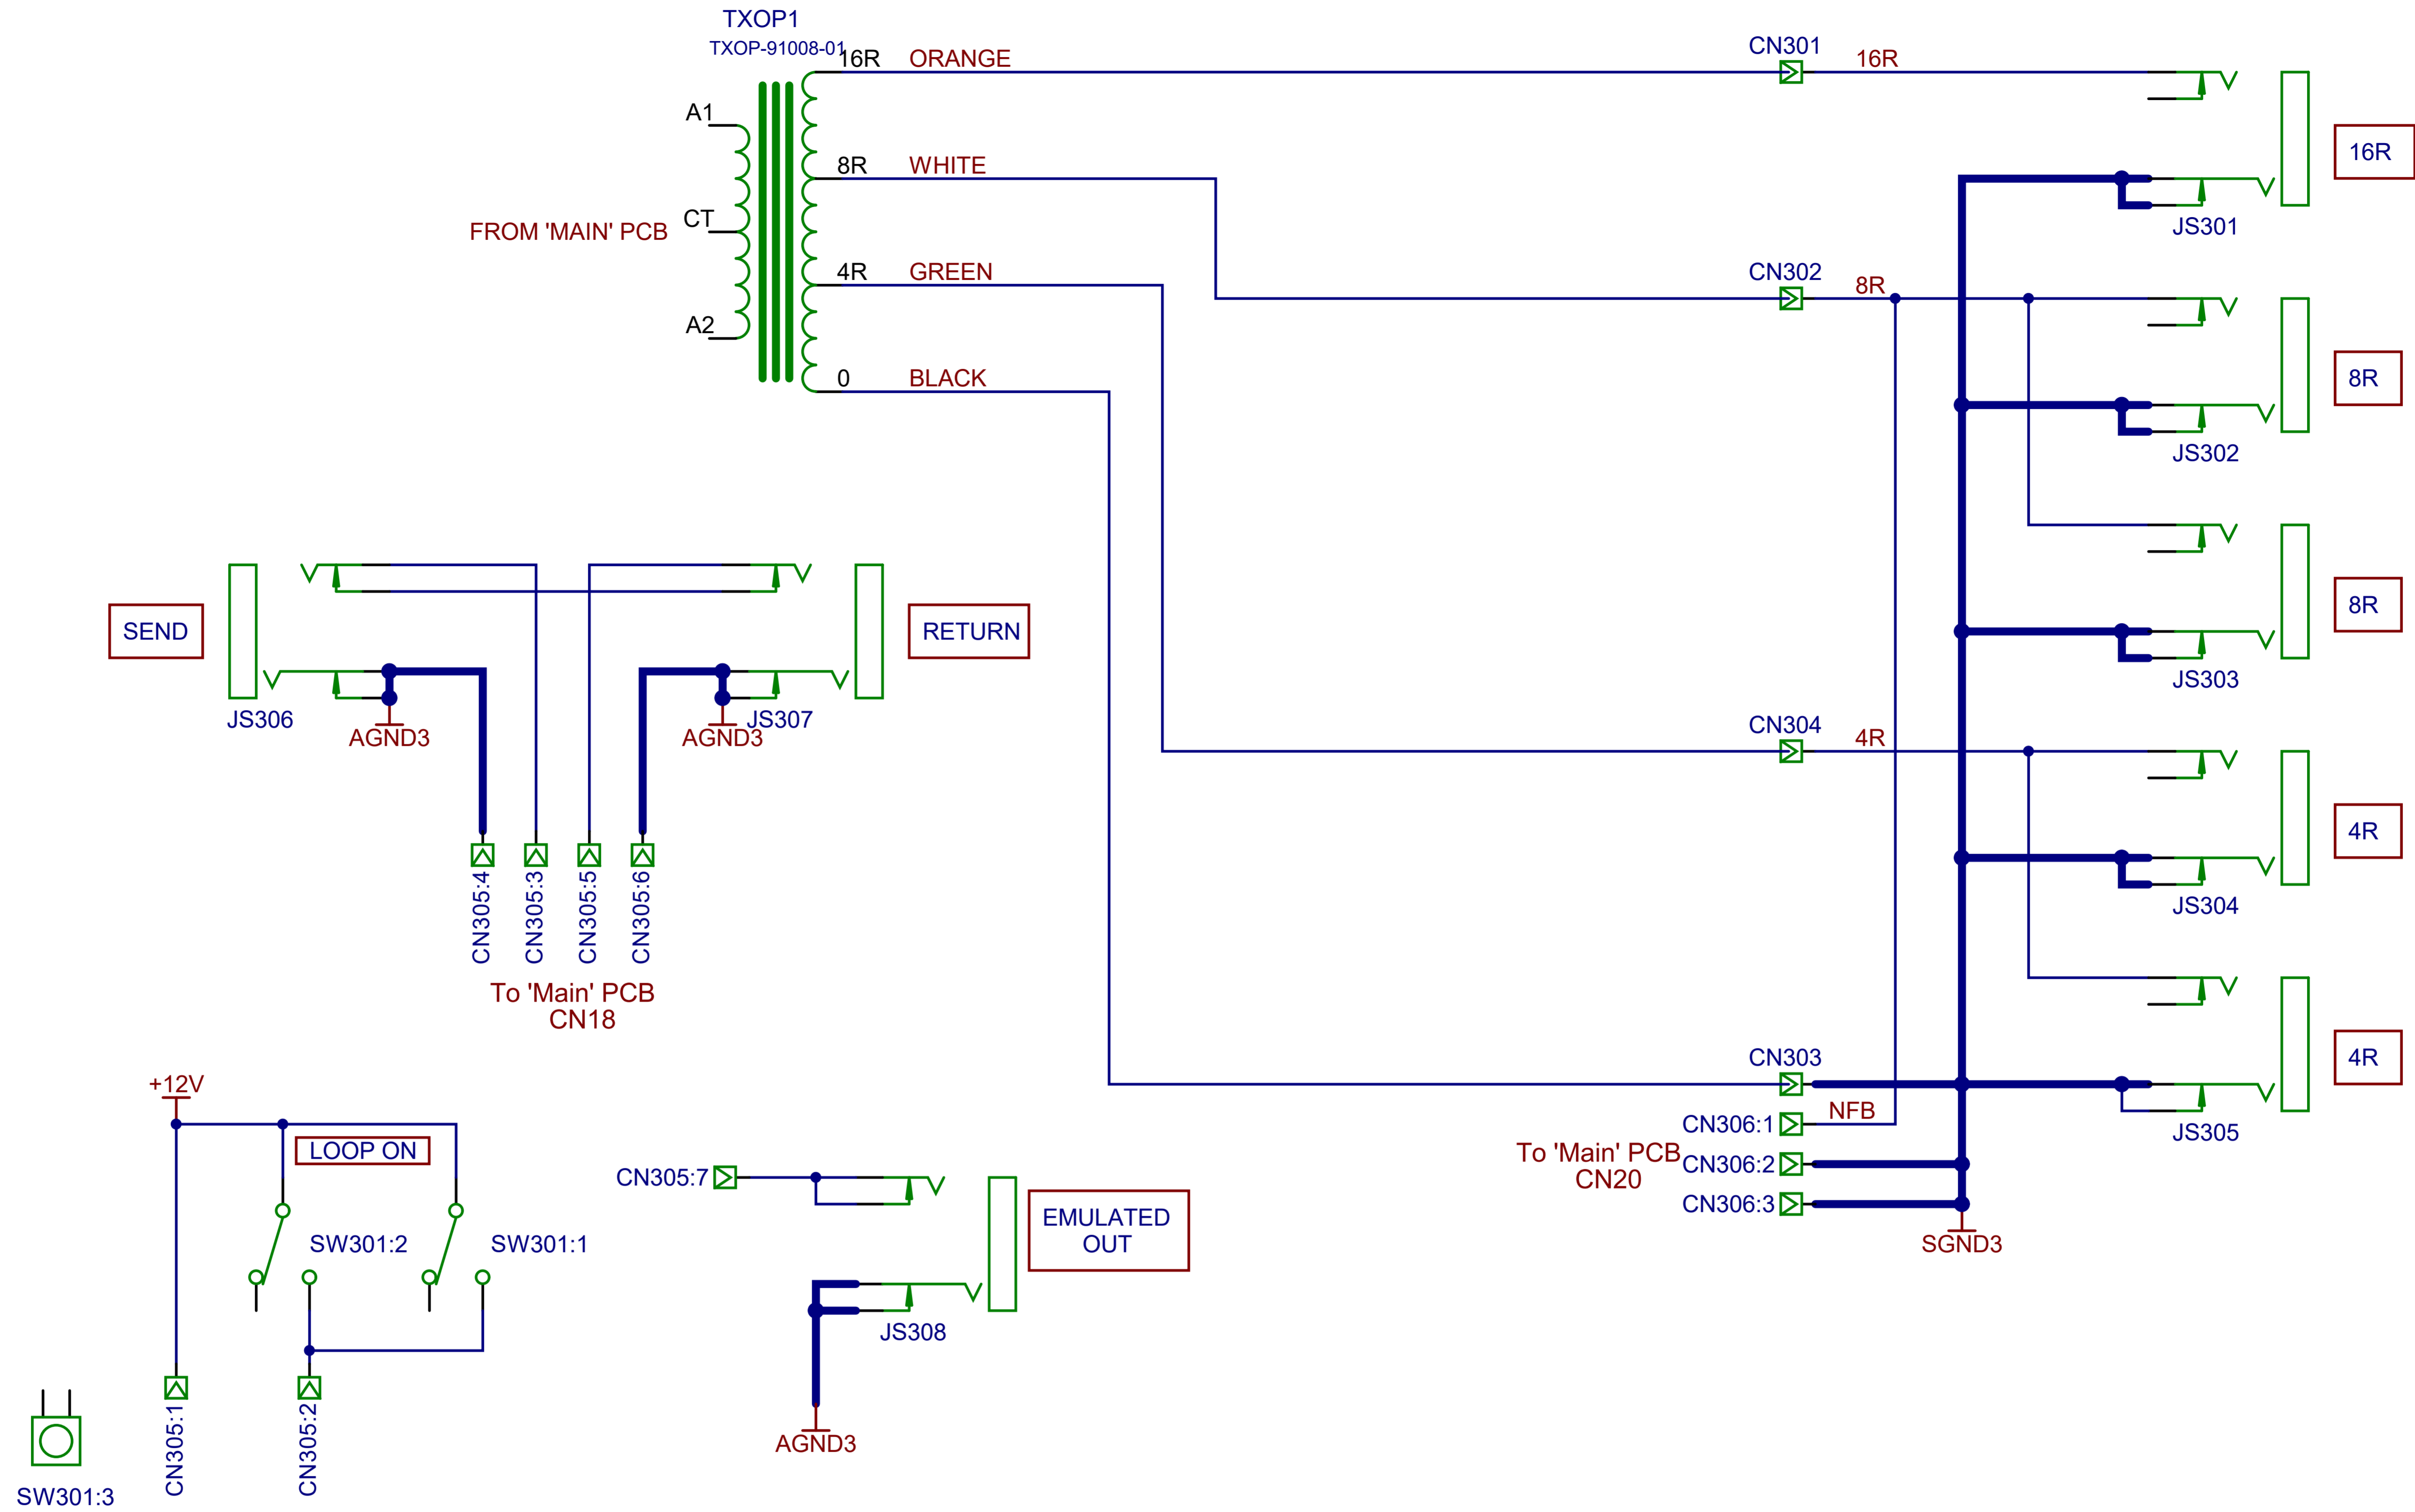 TXOP1
TXOP-91008-01
16R ORANGE
CN301
16R
A1
8R WHITE
16R
CT
FROM 'MAIN' PCB
JS301
4R GREEN
CN302
8R
A2
0 BLACK
8R
JS302
SEND
RETURN
8R
JS306
AGND3
AGND3
JS307
JS303
CN304
4R
4R
CN305:4
CN305:3
CN305:5
CN305:6
JS304
To 'Main' PCB
CN18
+12V
CN303
4R
LOOP ON
CN306:1
NFB
JS305
To 'Main' PCB
CN20
CN306:2
CN305:7
CN306:3
EMULATED
OUT
SW301:2
SW301:1
SGND3
JS308
AGND3
CN305:1
CN305:2
SW301:3